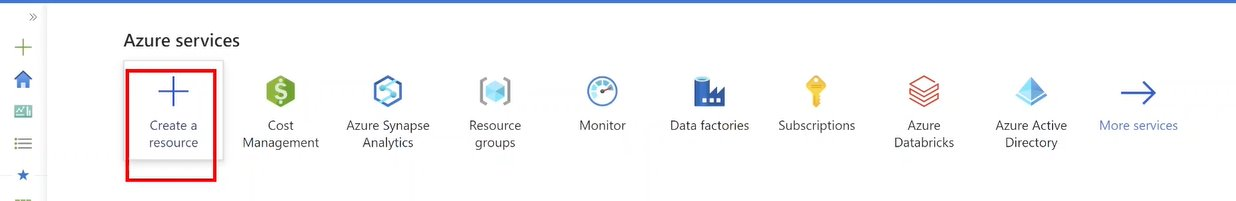 Azure services
Create a
resource
Cost
Management
Azure Synapse
Analytics
Resource
groups
Monitor
Data factories
Subscriptions
Azure
Databricks
Azure Active
Directory
More services